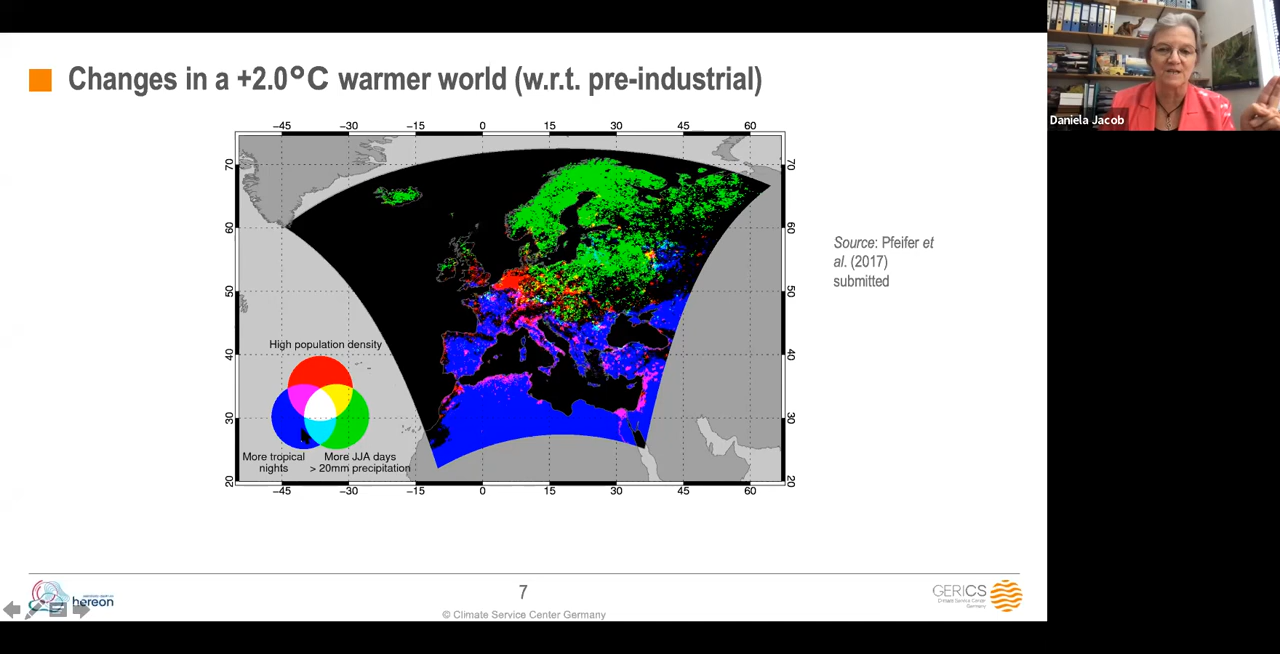 Changes in a +2.0°C warmer world (w.r.t. pre-industrial)
Daniela Jacob
−45 −30 −15 0 15 30 45 60
70 70
60 60
50 50
40 40
30 30
20 20
High population density
More tropical
nights
More JJA days
> 20mm precipitation
−45 −30 −15 0 15 30 45 60
Source: Pfeifer et
al. (2017)
submitted
hereon
7
© Climate Service Center Germany
GERICS
Climate Service Center
Germany